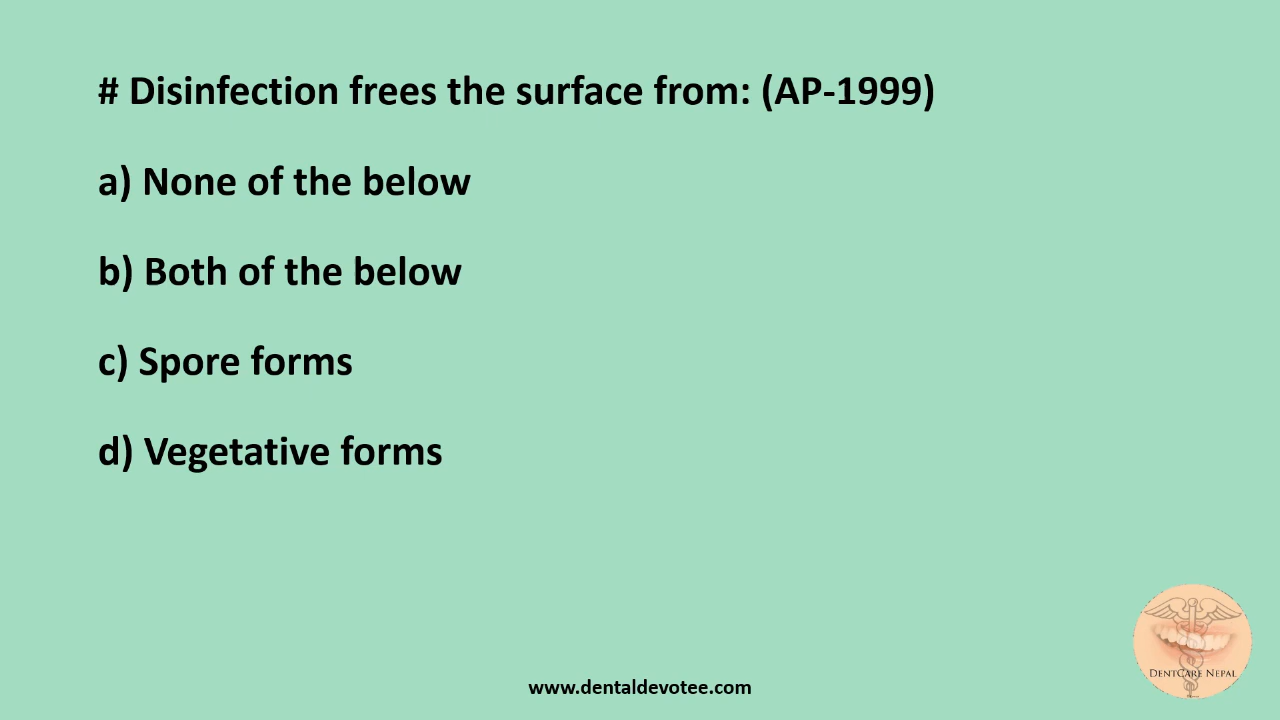 # Disinfection frees the surface from: (AP-1999)
a) None of the below
b) Both of the below
c) Spore forms
d) Vegetative forms
DENTCARE NEPAL
www.dentaldevotee.com